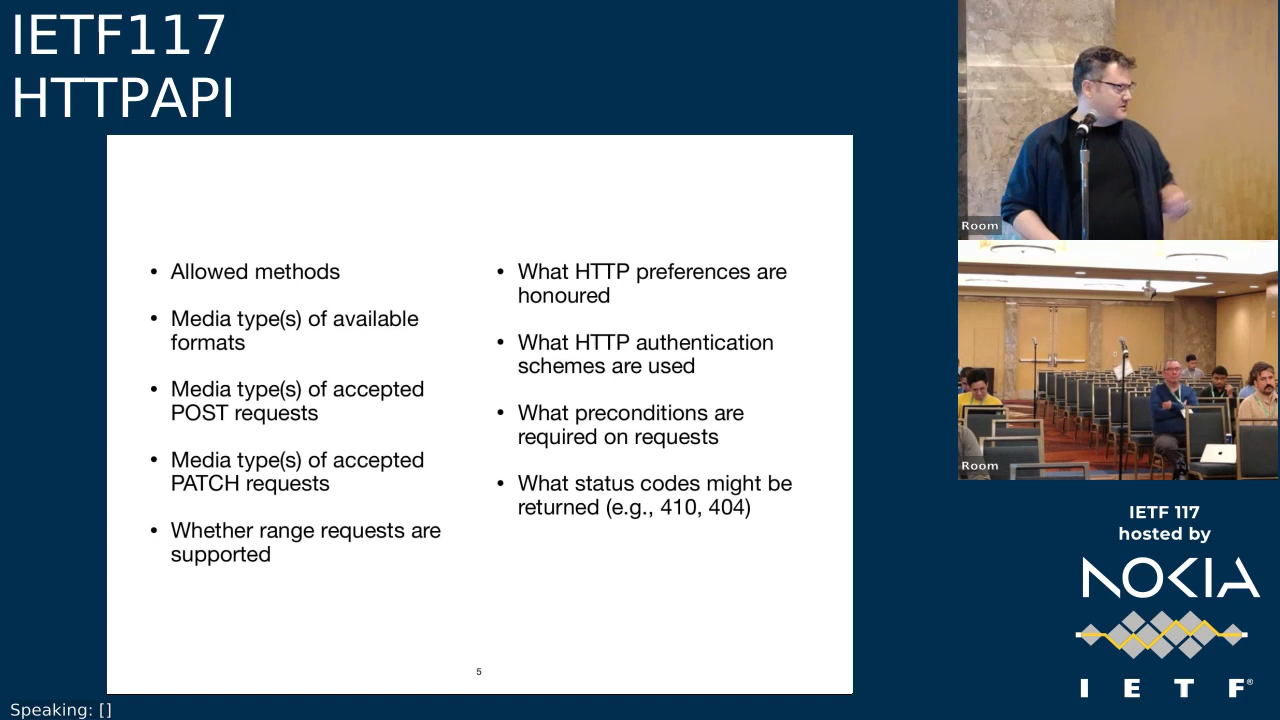 IETF117
HTTPAPI
• Allowed methods
• Media type(s) of available
formats
• Media type(s) of accepted
POST requests
• Media type(s) of accepted
PATCH requests
• Whether range requests are
supported
• What HTTP preferences are
honoured
• What HTTP authentication
schemes are used
• What preconditions are
required on requests
• What status codes might be
returned (e.g., 410, 404)
5
Room
Room
IETF 117
hosted by
NOKIA
I E T F®
Speaking: []